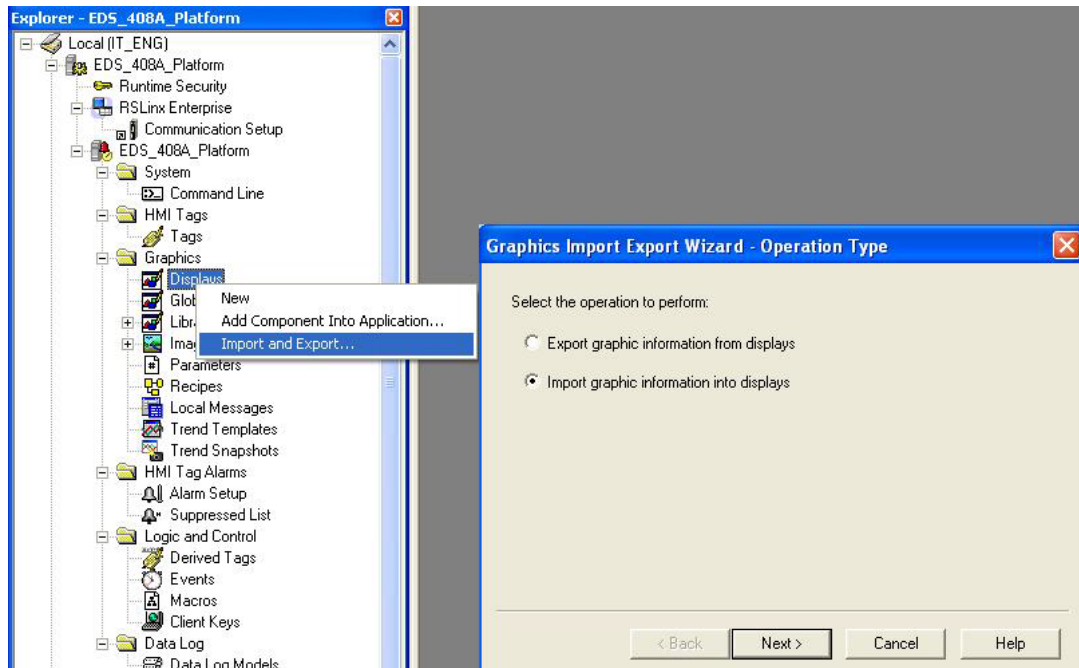 Explorer - EDS_408A_Platform
Local (IT_ENG)
EDS_408A_Platform
Runtime Security
RSLinx Enterprise
Communication Setup
EDS_408A_Platform
System
Command Line
HMI Tags
Tags
Graphics
Displays
New
Add Component Into Application...
Import and Export...
Parameters
Recipes
Local Messages
Trend Templates
Trend Snapshots
HMI Tag Alarms
Alarm Setup
Suppressed List
Logic and Control
Derived Tags
Events
Macros
Client Keys
Data Log
Data Log Models
Graphics Import Export Wizard - Operation Type
Select the operation to perform:
Export graphic information from displays
Import graphic information into displays
< Back
Next >
Cancel
Help